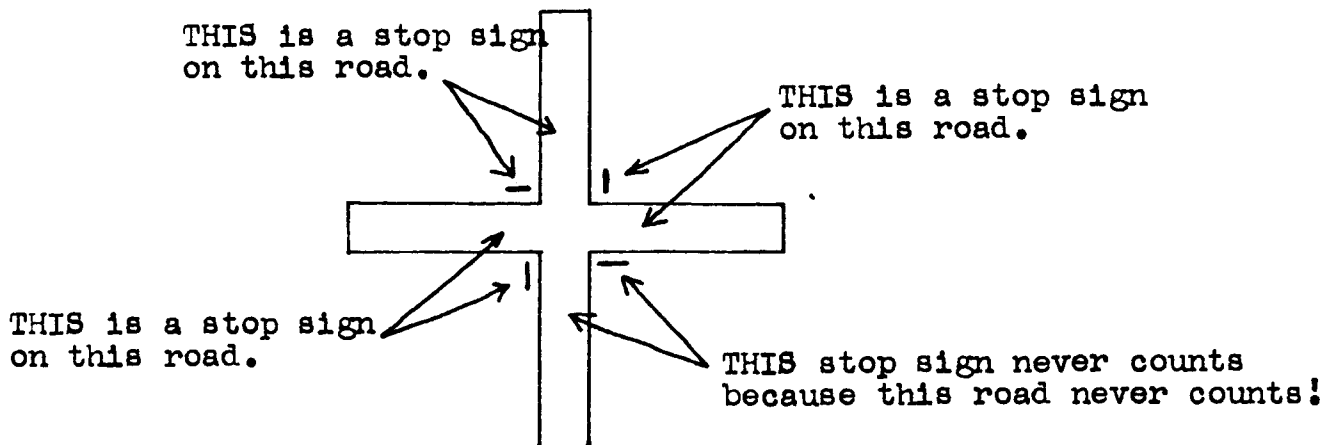 THIS is a stop sign
on this road.
THIS is a stop sign
on this road.
THIS is a stop sign
on this road.
THIS stop sign never counts
because this road never counts!